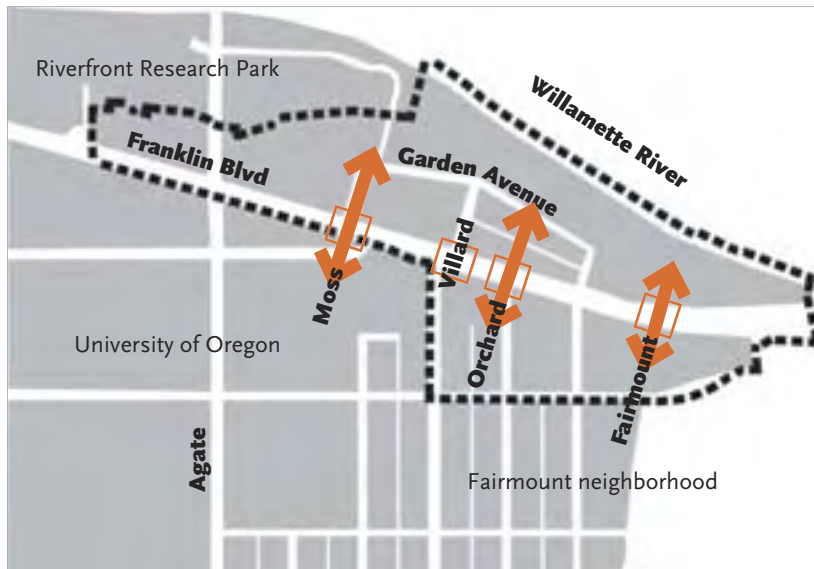 Riverfront Research Park
Willamette River
Franklin Blvd
Garden Avenue
Villard
Moss
Orchard
University of Oregon
Fairmount
Agate
Fairmount neighborhood